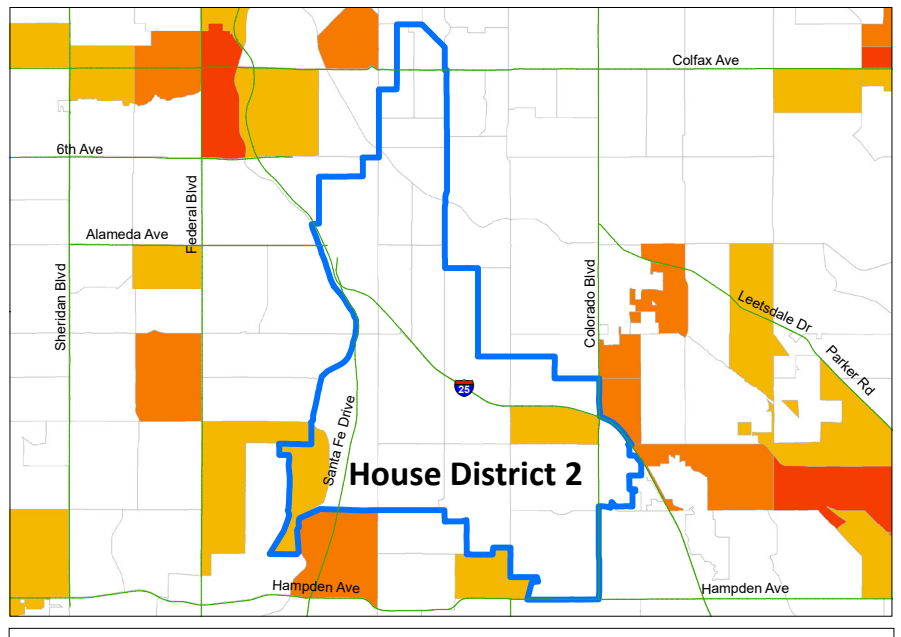 Colfax Ave
6th Ave
Federal Blvd
Alameda Ave
Sheridan Blvd
Colorado Blvd
Leetsdale Dr
Parker Rd
25
Santa Fe Drive
House District 2
Hampden Ave
Hampden Ave